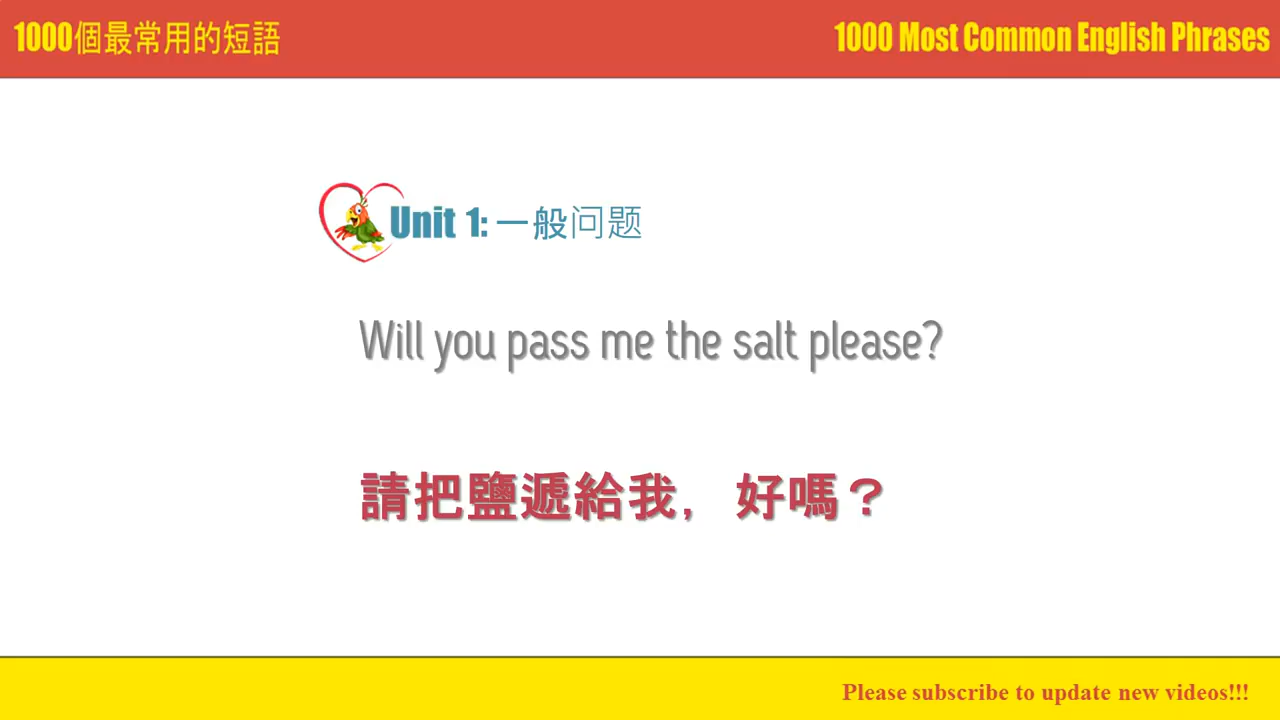 1000個最常用的短語
1000 Most Common English Phrases
Unit 1: 一般问题
Will you pass me the salt please?
請把鹽遞給我，好嗎？
Please subscribe to update new videos!!!